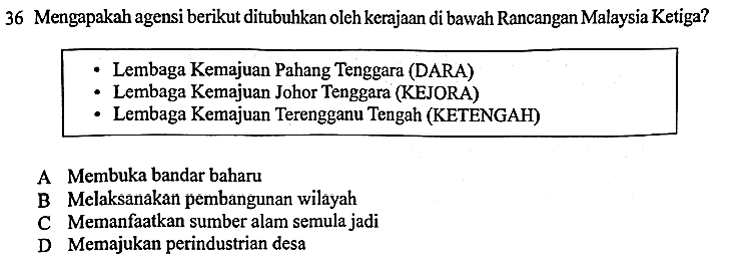 36 Mengapakah agensi berikut ditubuhkan oleh kerajaan di bawah Rancangan Malaysia Ketiga?
• Lembaga Kemajuan Pahang Tenggara (DARA)
• Lembaga Kemajuan Johor Tenggara (KEJORA)
• Lembaga Kemajuan Terengganu Tengah (KETENGAH)
A Membuka bandar baharu
B Melaksanakan pembangunan wilayah
C Memanfaatkan sumber alam semula jadi
D Memajukan perindustrian desa